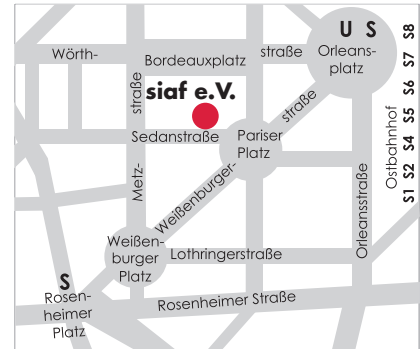 U S
Orleans-
platz
Wörth-
Bordeauxplatz
straße
siaf e.V.
straße
straße
Sedanstraße
Pariser
Platz
Metz-
Weißenburger-
Weißen-
burger
Platz
Lothringerstraße
Orleansstraße
Ostbahnhof
S1 S2 S4 S5 S6 S7 S8
S
Rosen-
heimer
Platz
Rosenheimer Straße